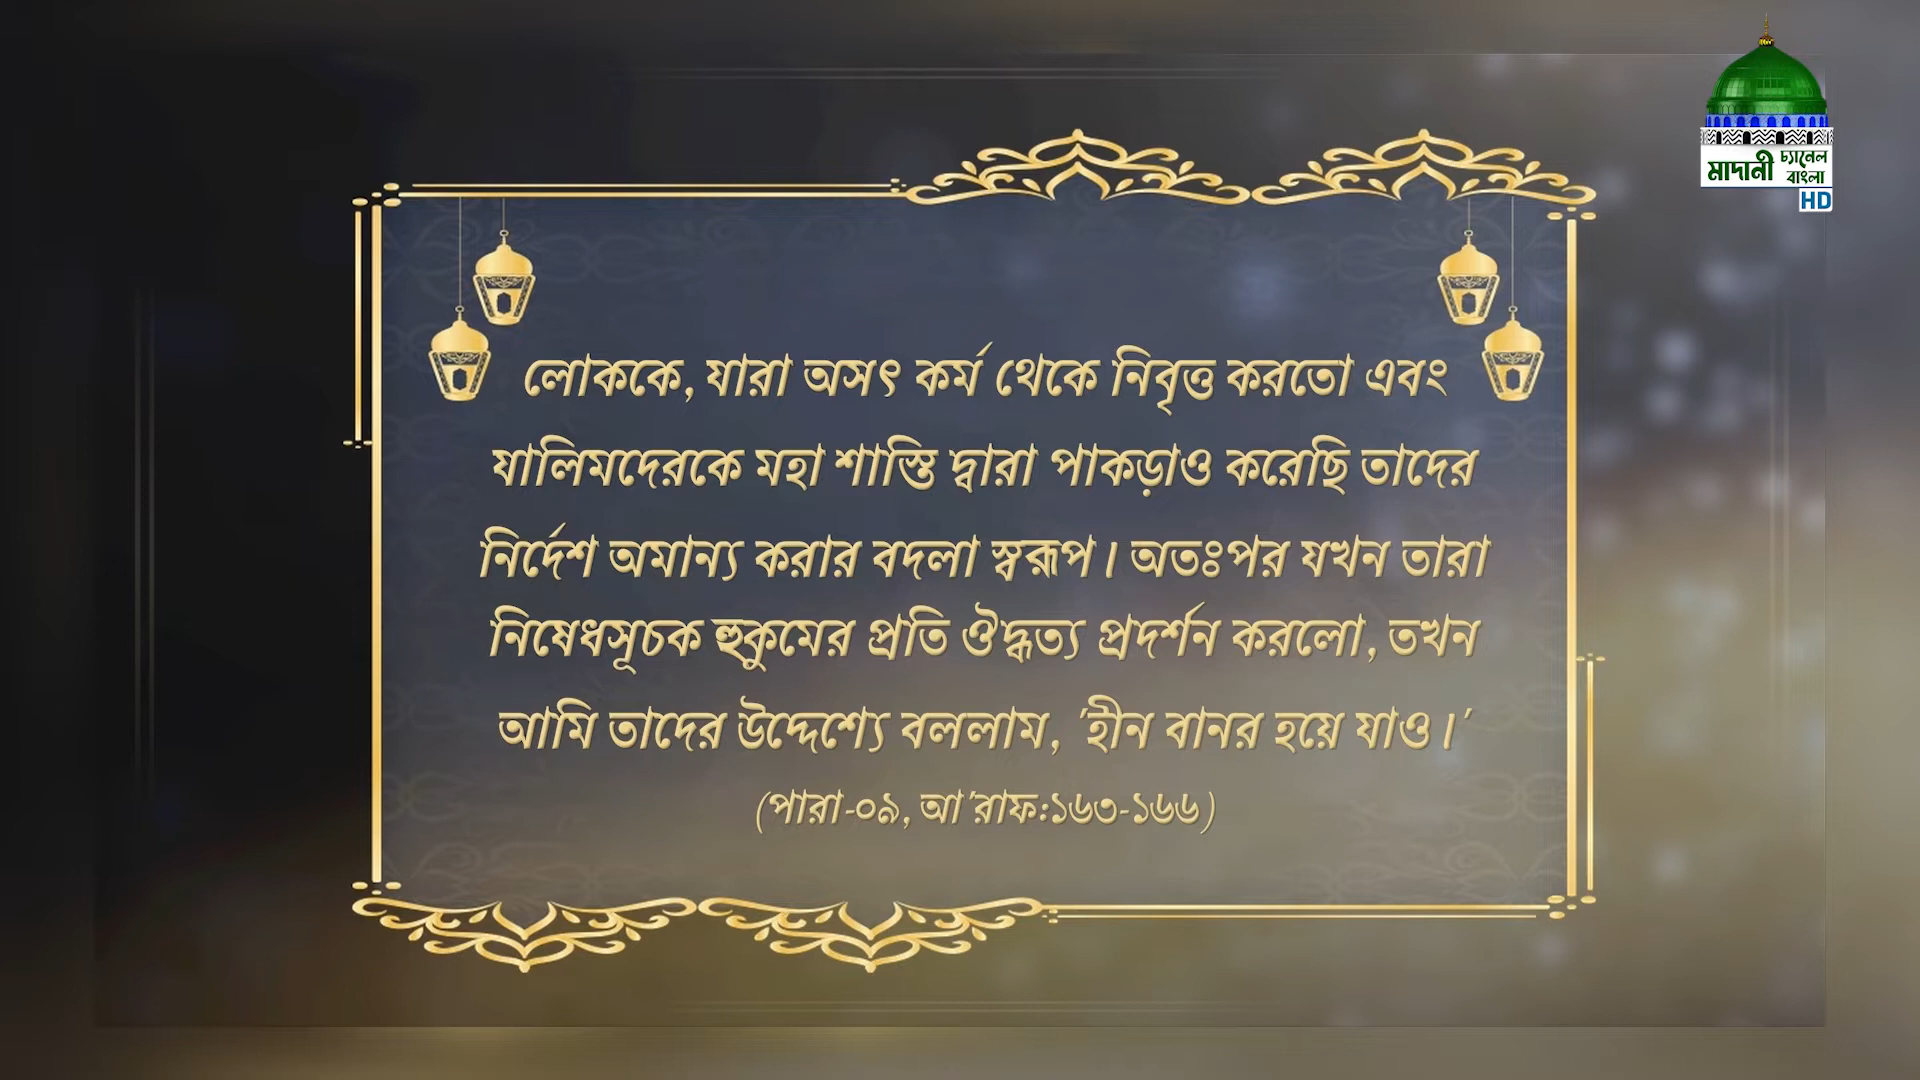 মাদানী চ্যানেল বাংলা
HD
লোককে, যারা অসৎ কর্ম থেকে নিবৃত্ত করতো এবং
যালিমদেরকে মহা শাস্তি দ্বারা পাকড়াও করেছি তাদের
নির্দেশ অমান্য করার বদলা স্বরূপ। অতঃপর যখন তারা
নিষেধসূচক হুকুমের প্রতি ঔদ্ধত্য প্রদর্শন করলো, তখন
আমি তাদের উদ্দেশ্যে বললাম, 'হীন বানর হয়ে যাও।'
(পারা-০৯, আ'রাফ:১৬৩-১৬৬)